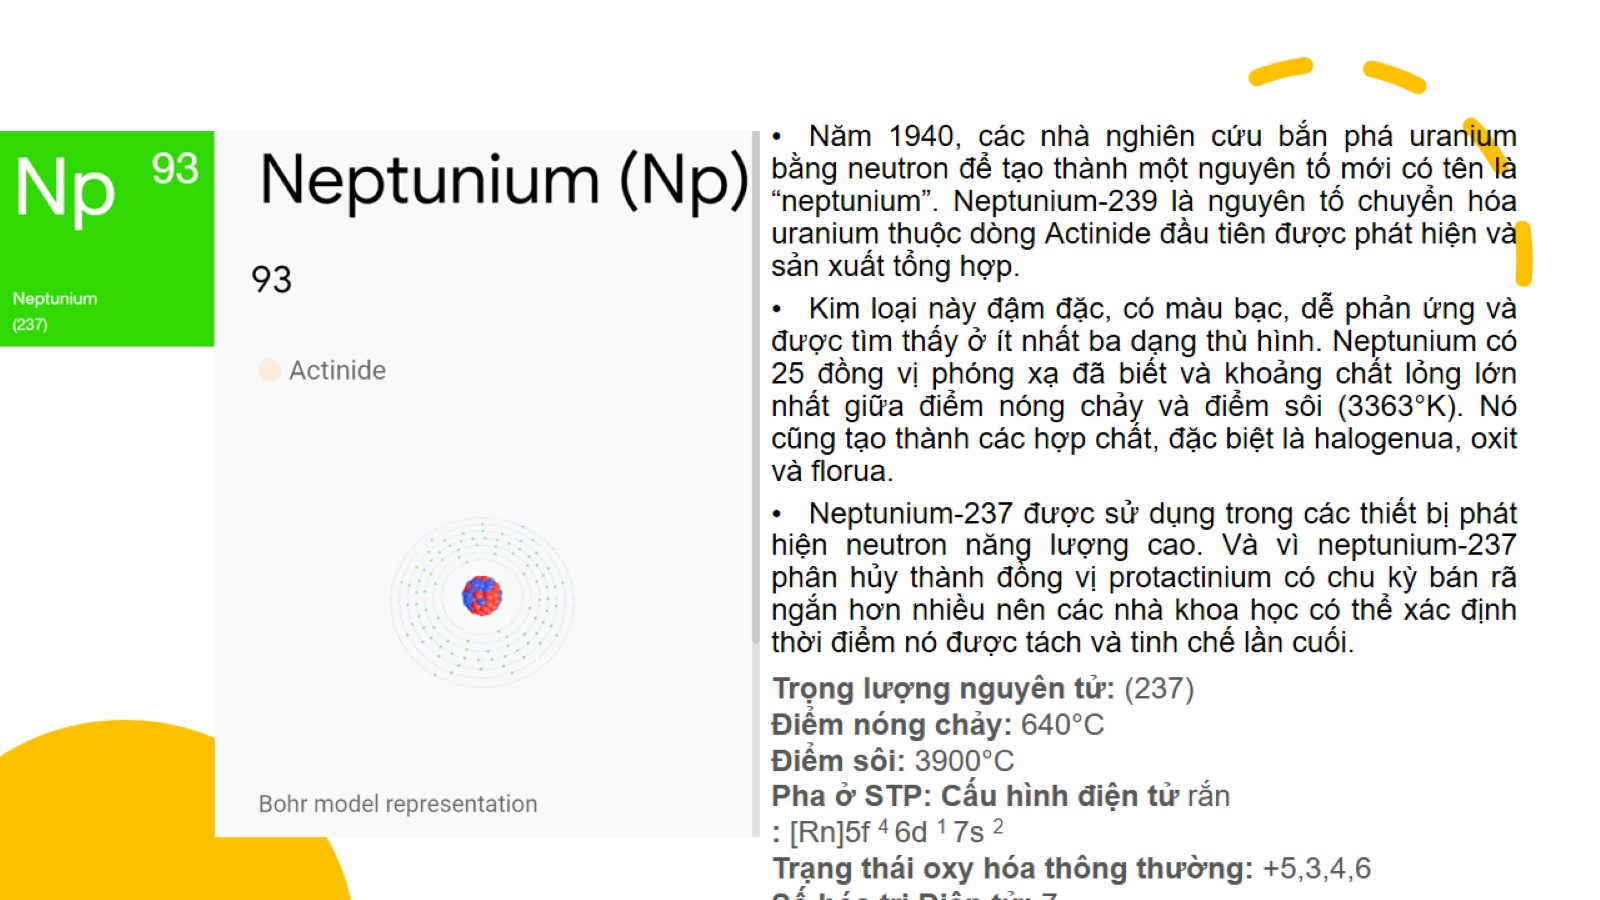 Np 93
Neptunium
(237)
Neptunium (Np)
93
Actinide
Bohr model representation
• Năm 1940, các nhà nghiên cứu bắn phá uranium
bằng neutron để tạo thành một nguyên tố mới có tên là
“neptunium”. Neptunium-239 là nguyên tố chuyển hóa
uranium thuộc dòng Actinide đầu tiên được phát hiện và
sản xuất tổng hợp.
• Kim loại này đậm đặc, có màu bạc, dễ phản ứng và
được tìm thấy ở ít nhất ba dạng thù hình. Neptunium có
25 đồng vị phóng xạ đã biết và khoảng chất lỏng lớn
nhất giữa điểm nóng chảy và điểm sôi (3363°K). Nó
cũng tạo thành các hợp chất, đặc biệt là halogenua, oxit
và florua.
• Neptunium-237 được sử dụng trong các thiết bị phát
hiện neutron năng lượng cao. Và vì neptunium-237
phân hủy thành đồng vị protactinium có chu kỳ bán rã
ngắn hơn nhiều nên các nhà khoa học có thể xác định
thời điểm nó được tách và tinh chế lần cuối.
Trọng lượng nguyên tử: (237)
Điểm nóng chảy: 640°C
Điểm sôi: 3900°C
Pha ở STP: Cấu hình điện tử rắn
: [Rn]5f 4 6d 1 7s 2
Trạng thái oxy hóa thông thường: +5,3,4,6